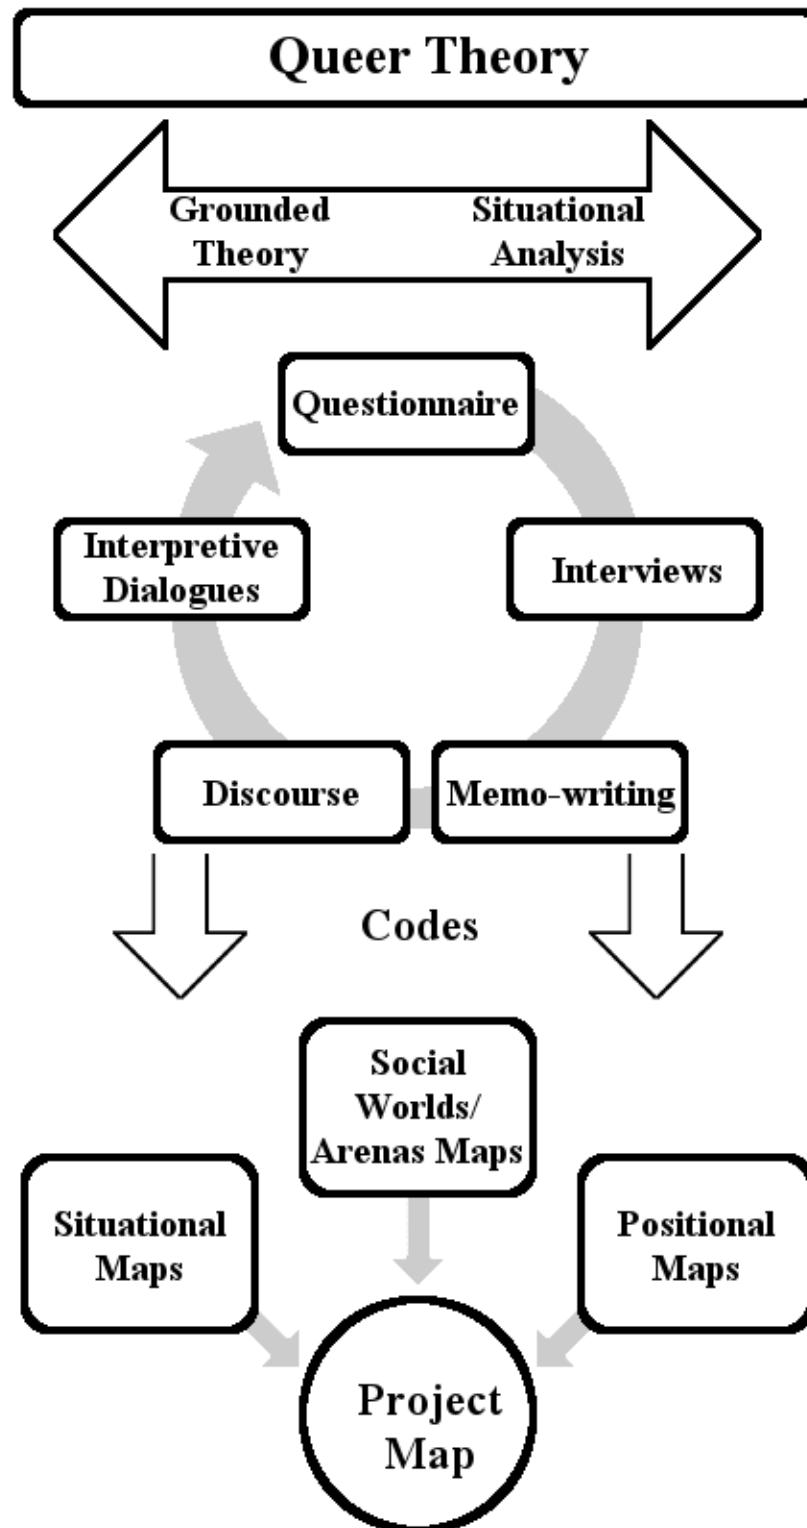 Queer Theory
Grounded
Theory
Situational
Analysis
Questionnaire
Interpretive
Dialogues
Interviews
Discourse
Memo-writing
Codes
Social
Worlds/
Arenas Maps
Situational
Maps
Positional
Maps
Project
Map